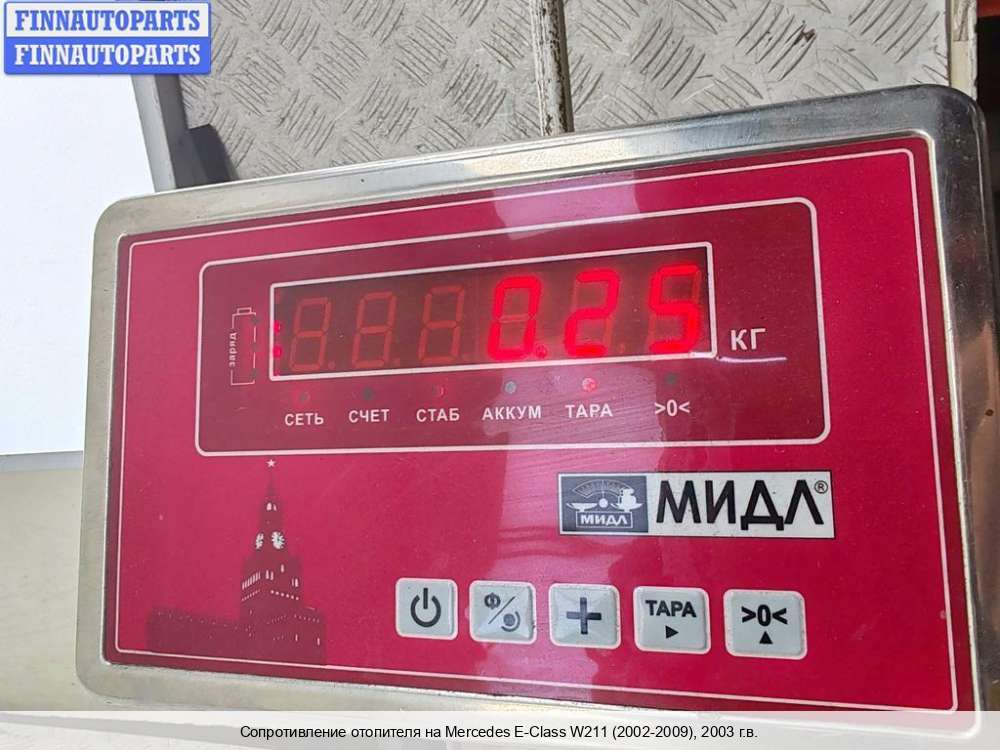 FINNAUTOPARTS
FINNAUTOPARTS
0.25
КГ
заряд
СЕТЬ СЧЕТ СТАБ АККУМ ТАРА >0<
МИДЛ МИДЛ®
Ф ТАРА >0<
Сопротивление отопителя на Mercedes E-Class W211 (2002-2009), 2003 г.в.